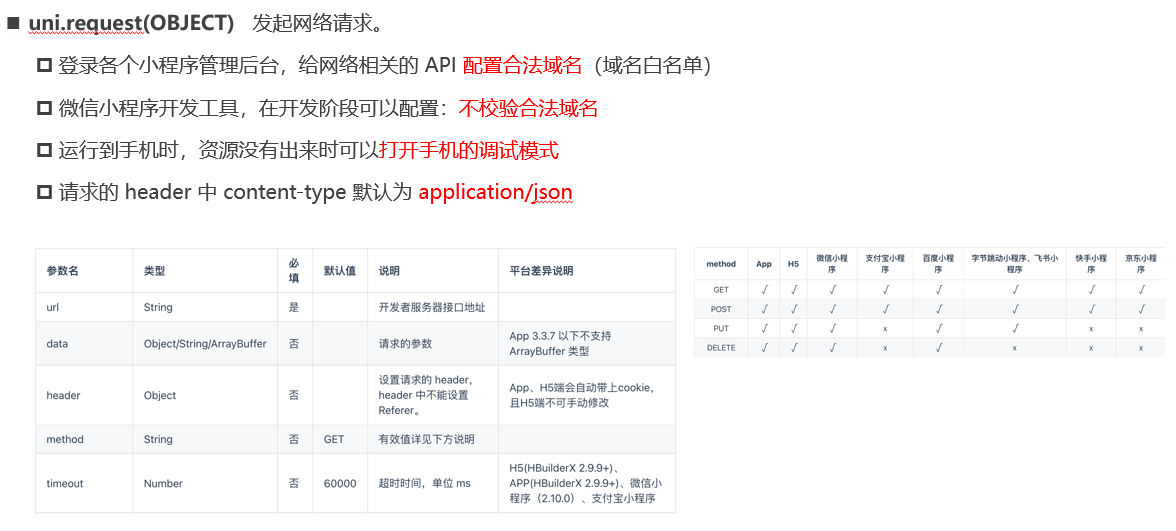 uni.request(OBJECT) 发起网络请求。
登录各个小程序管理后台，给网络相关的 API 配置合法域名（域名白名单）
微信小程序开发工具，在开发阶段可以配置：不校验合法域名
运行到手机时，资源没有出来时可以打开手机的调试模式
请求的 header 中 content-type 默认为 application/json
参数名 类型 必填 默认值 说明 平台差异说明
url String 是 开发者服务器接口地址
data Object/String/ArrayBuffer 否 请求的参数 App 3.3.7 以下不支持 ArrayBuffer 类型
header Object 否 设置请求的 header，header 中不能设置 Referer。 App、H5端会自动带上cookie，且H5端不可手动修改
method String 否 GET 有效值详见下方说明
timeout Number 否 60000 超时时间，单位 ms H5(HBuilderX 2.9.9+)、APP(HBuilderX 2.9.9+)、微信小程序（2.10.0）、支付宝小程序
method App H5 微信小程序 支付宝小程序 百度小程序 字节跳动小程序、飞书小程序 快手小程序 京东小程序
GET √ √ √ √ √ √ √ √
POST √ √ √ √ √ √ √ √
PUT √ √ √ x √ √ x x
DELETE √ √ √ x √ x x x